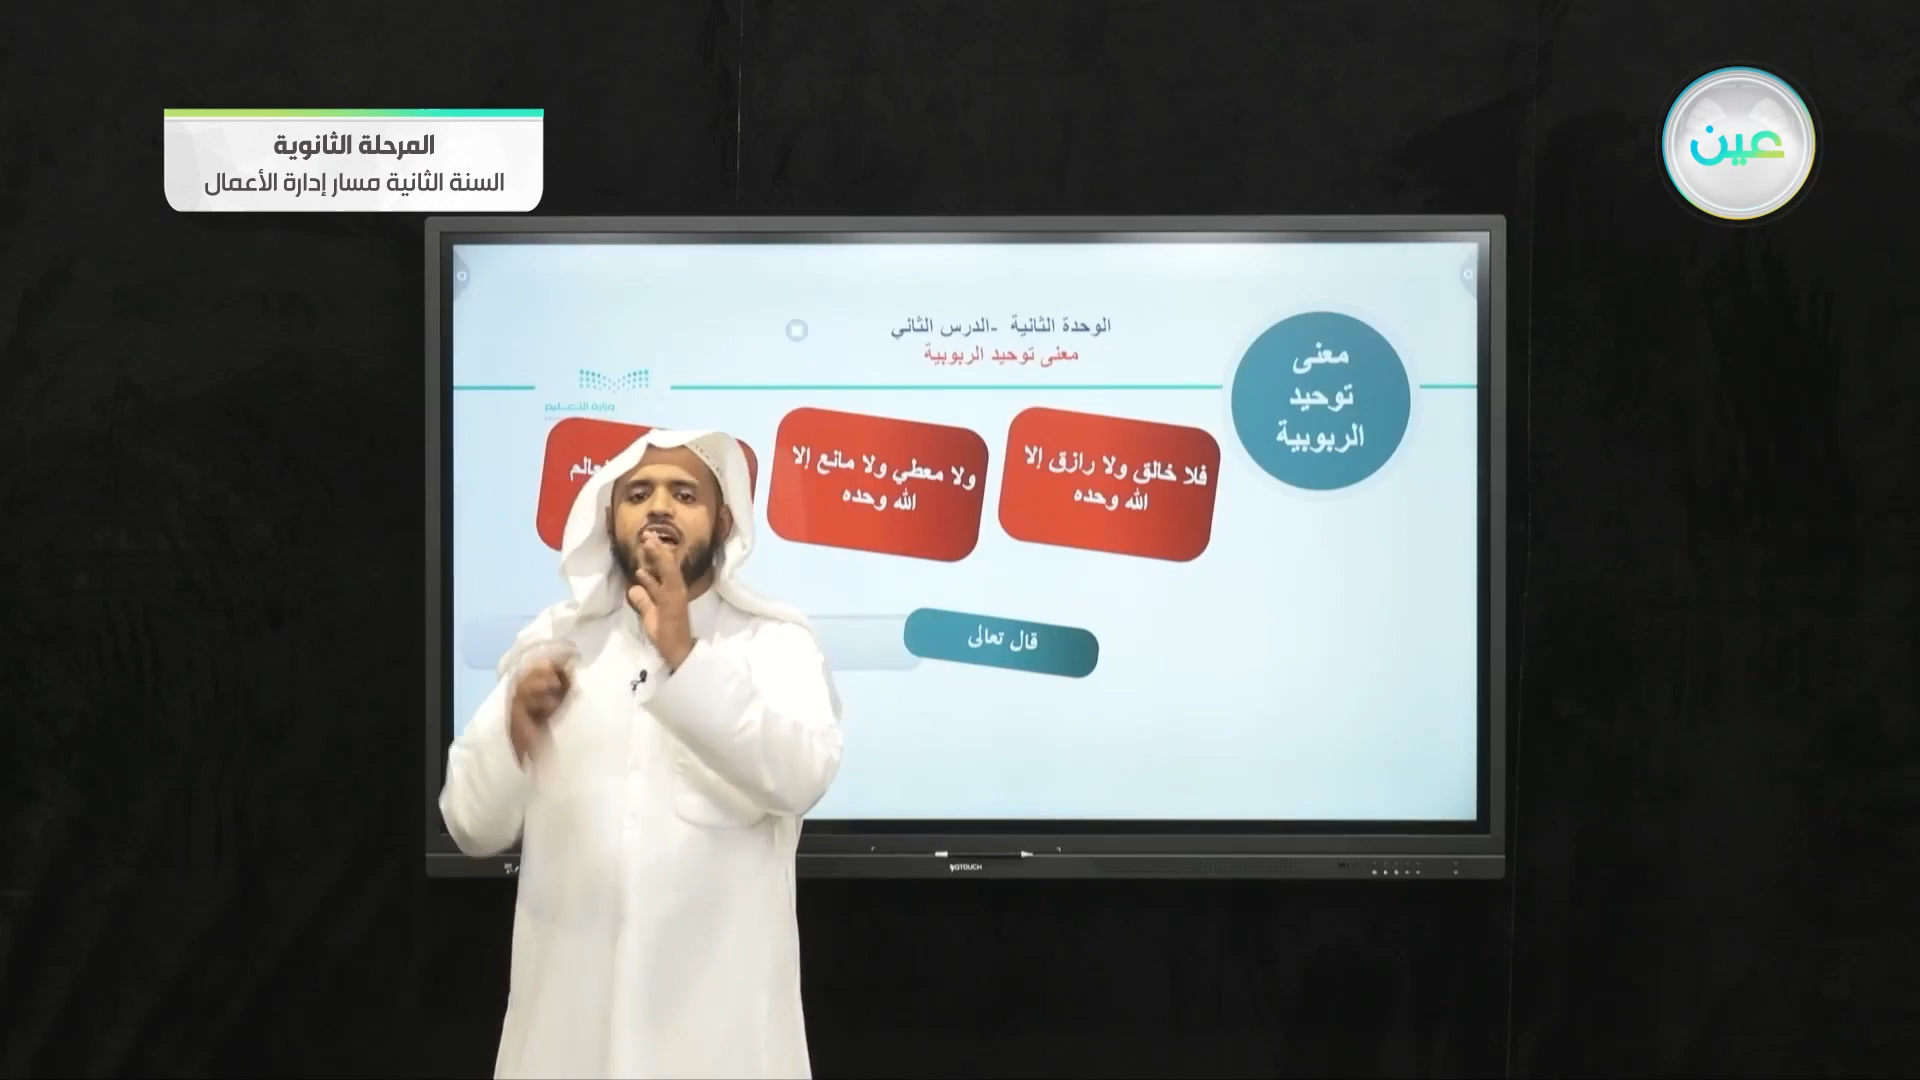 المرحلة الثانوية
السنة الثانية مسار إدارة الأعمال
عين
الوحدة الثانية -الدرس الثاني
معنى توحيد الربوبية
معنى
توحيد
الربوبية
وزارة التعليم
فلا خالق ولا رازق إلا
الله وحده
ولا معطي ولا مانع إلا
الله وحده
قال تعالى